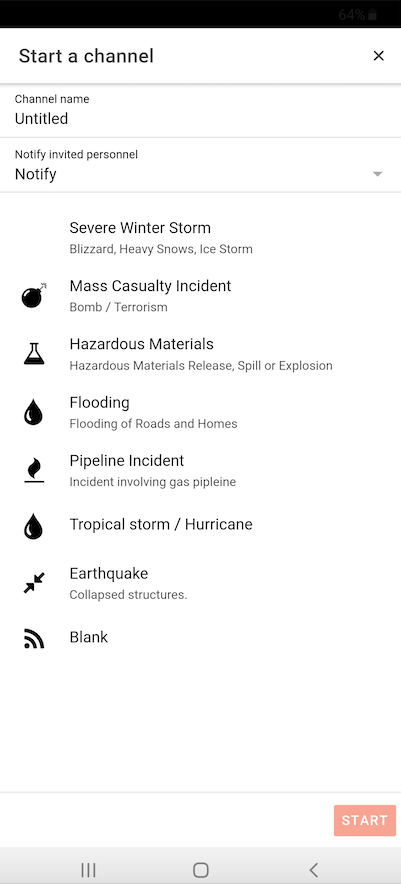 64%
Start a channel
Channel name
Untitled
Notify invited personnel
Notify
Severe Winter Storm
Blizzard, Heavy Snows, Ice Storm
Mass Casualty Incident
Bomb / Terrorism
Hazardous Materials
Hazardous Materials Release, Spill or Explosion
Flooding
Flooding of Roads and Homes
Pipeline Incident
Incident involving gas pipleine
Tropical storm / Hurricane
Earthquake
Collapsed structures.
Blank
START